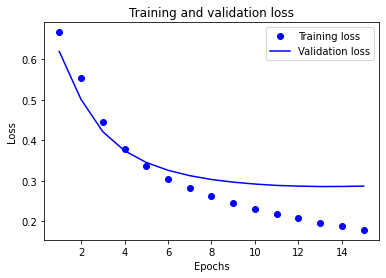 Training and validation loss
Training loss
Validation loss
0.6
0.5
0.4
0.3
0.2
Loss
2 4 6 8 10 12 14
Epochs